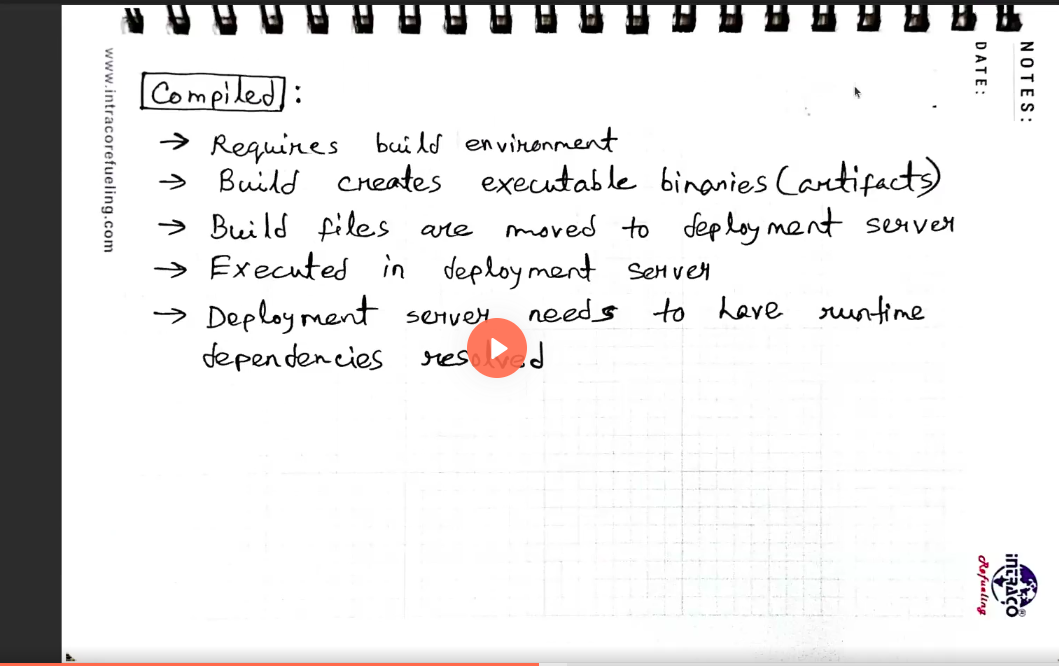 NOTES:
DATE:
www.intracorefueling.com
Compiled :
→ Requires build environment
→ Build creates executable binaries (artifacts)
→ Build files are moved to deployment server
→ Executed in deployment server
→ Deployment server needs to have runtime
dependencies resolved
INTRACO
Refueling